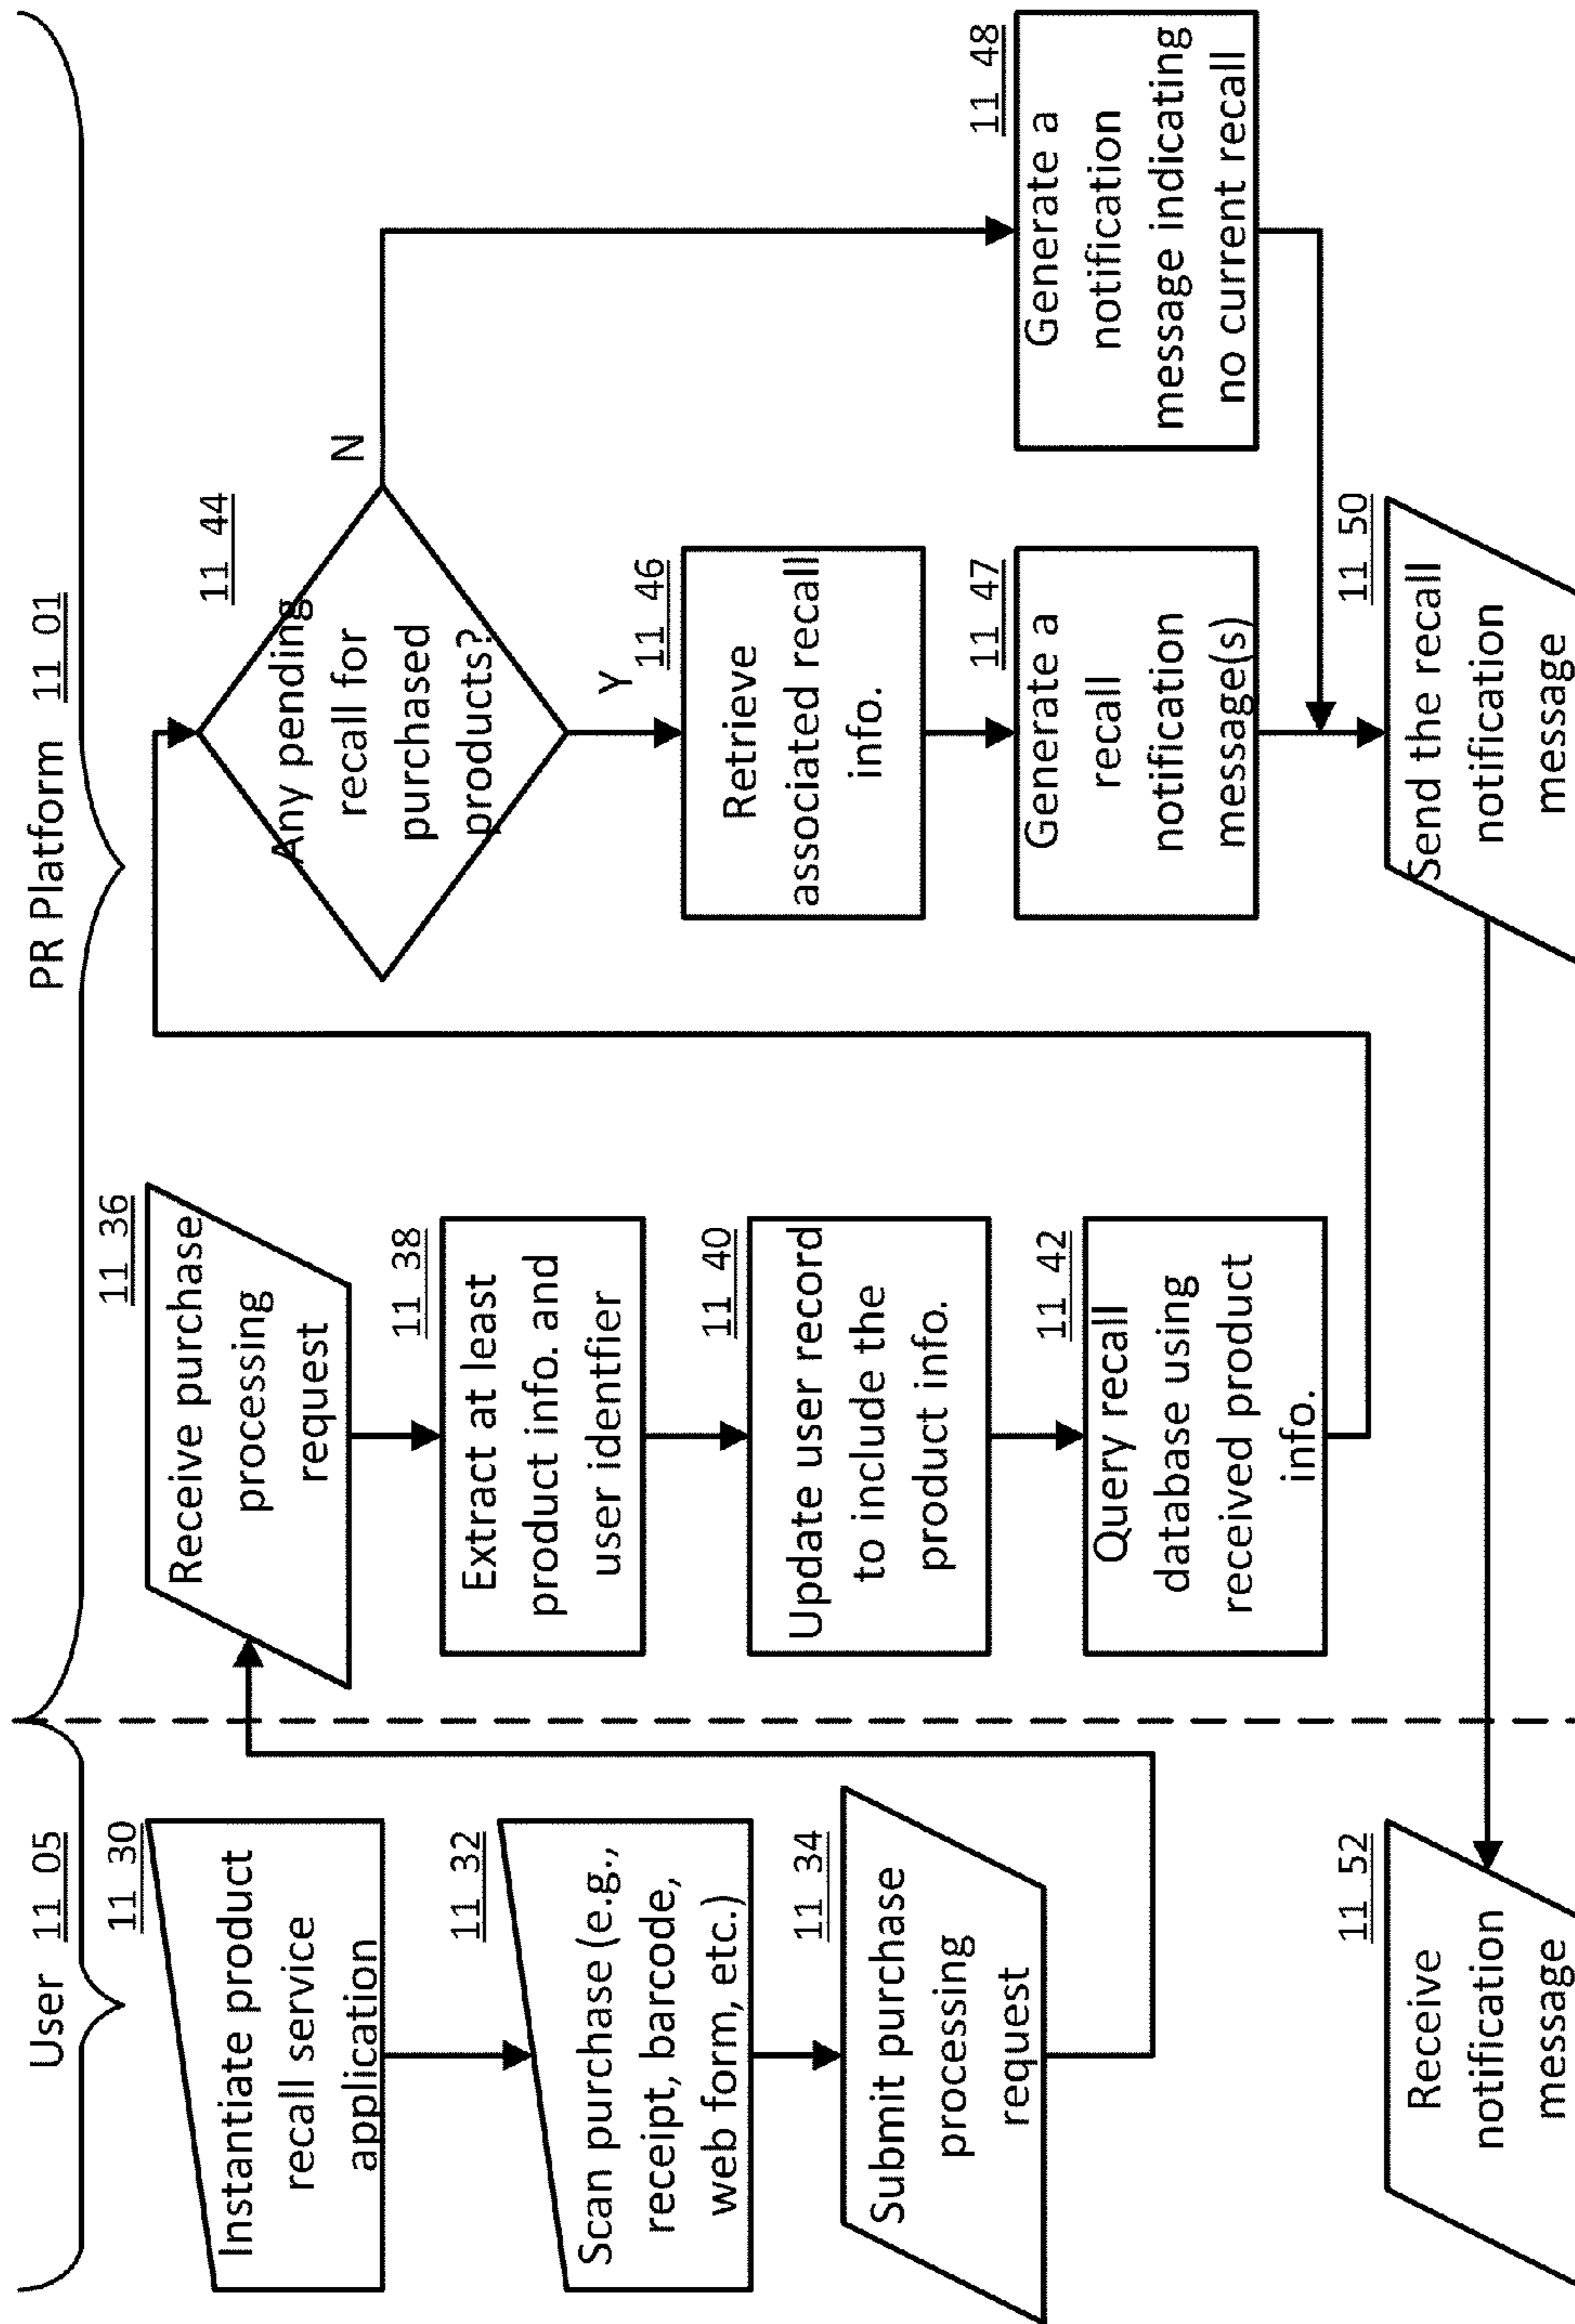 User 11 05
PR Platform 11 01
11 30
Instantiate product
recall service
application
11 32
Scan purchase (e.g.,
receipt, barcode,
web form, etc.)
11 34
Submit purchase
processing
request
11 36
Receive purchase
processing
request
11 38
Extract at least
product info. and
user identifier
11 40
Update user record
to include the
product info.
11 42
Query recall
database using
received product
info.
11 44
Any pending
recall for
purchased
products?
N
Y
11 46
Retrieve
associated recall
info.
11 47
Generate a
recall
notification
message(s)
11 48
Generate a
notification
message indicating
no current recall
11 50
Send the recall
notification
message
11 52
Receive
notification
message